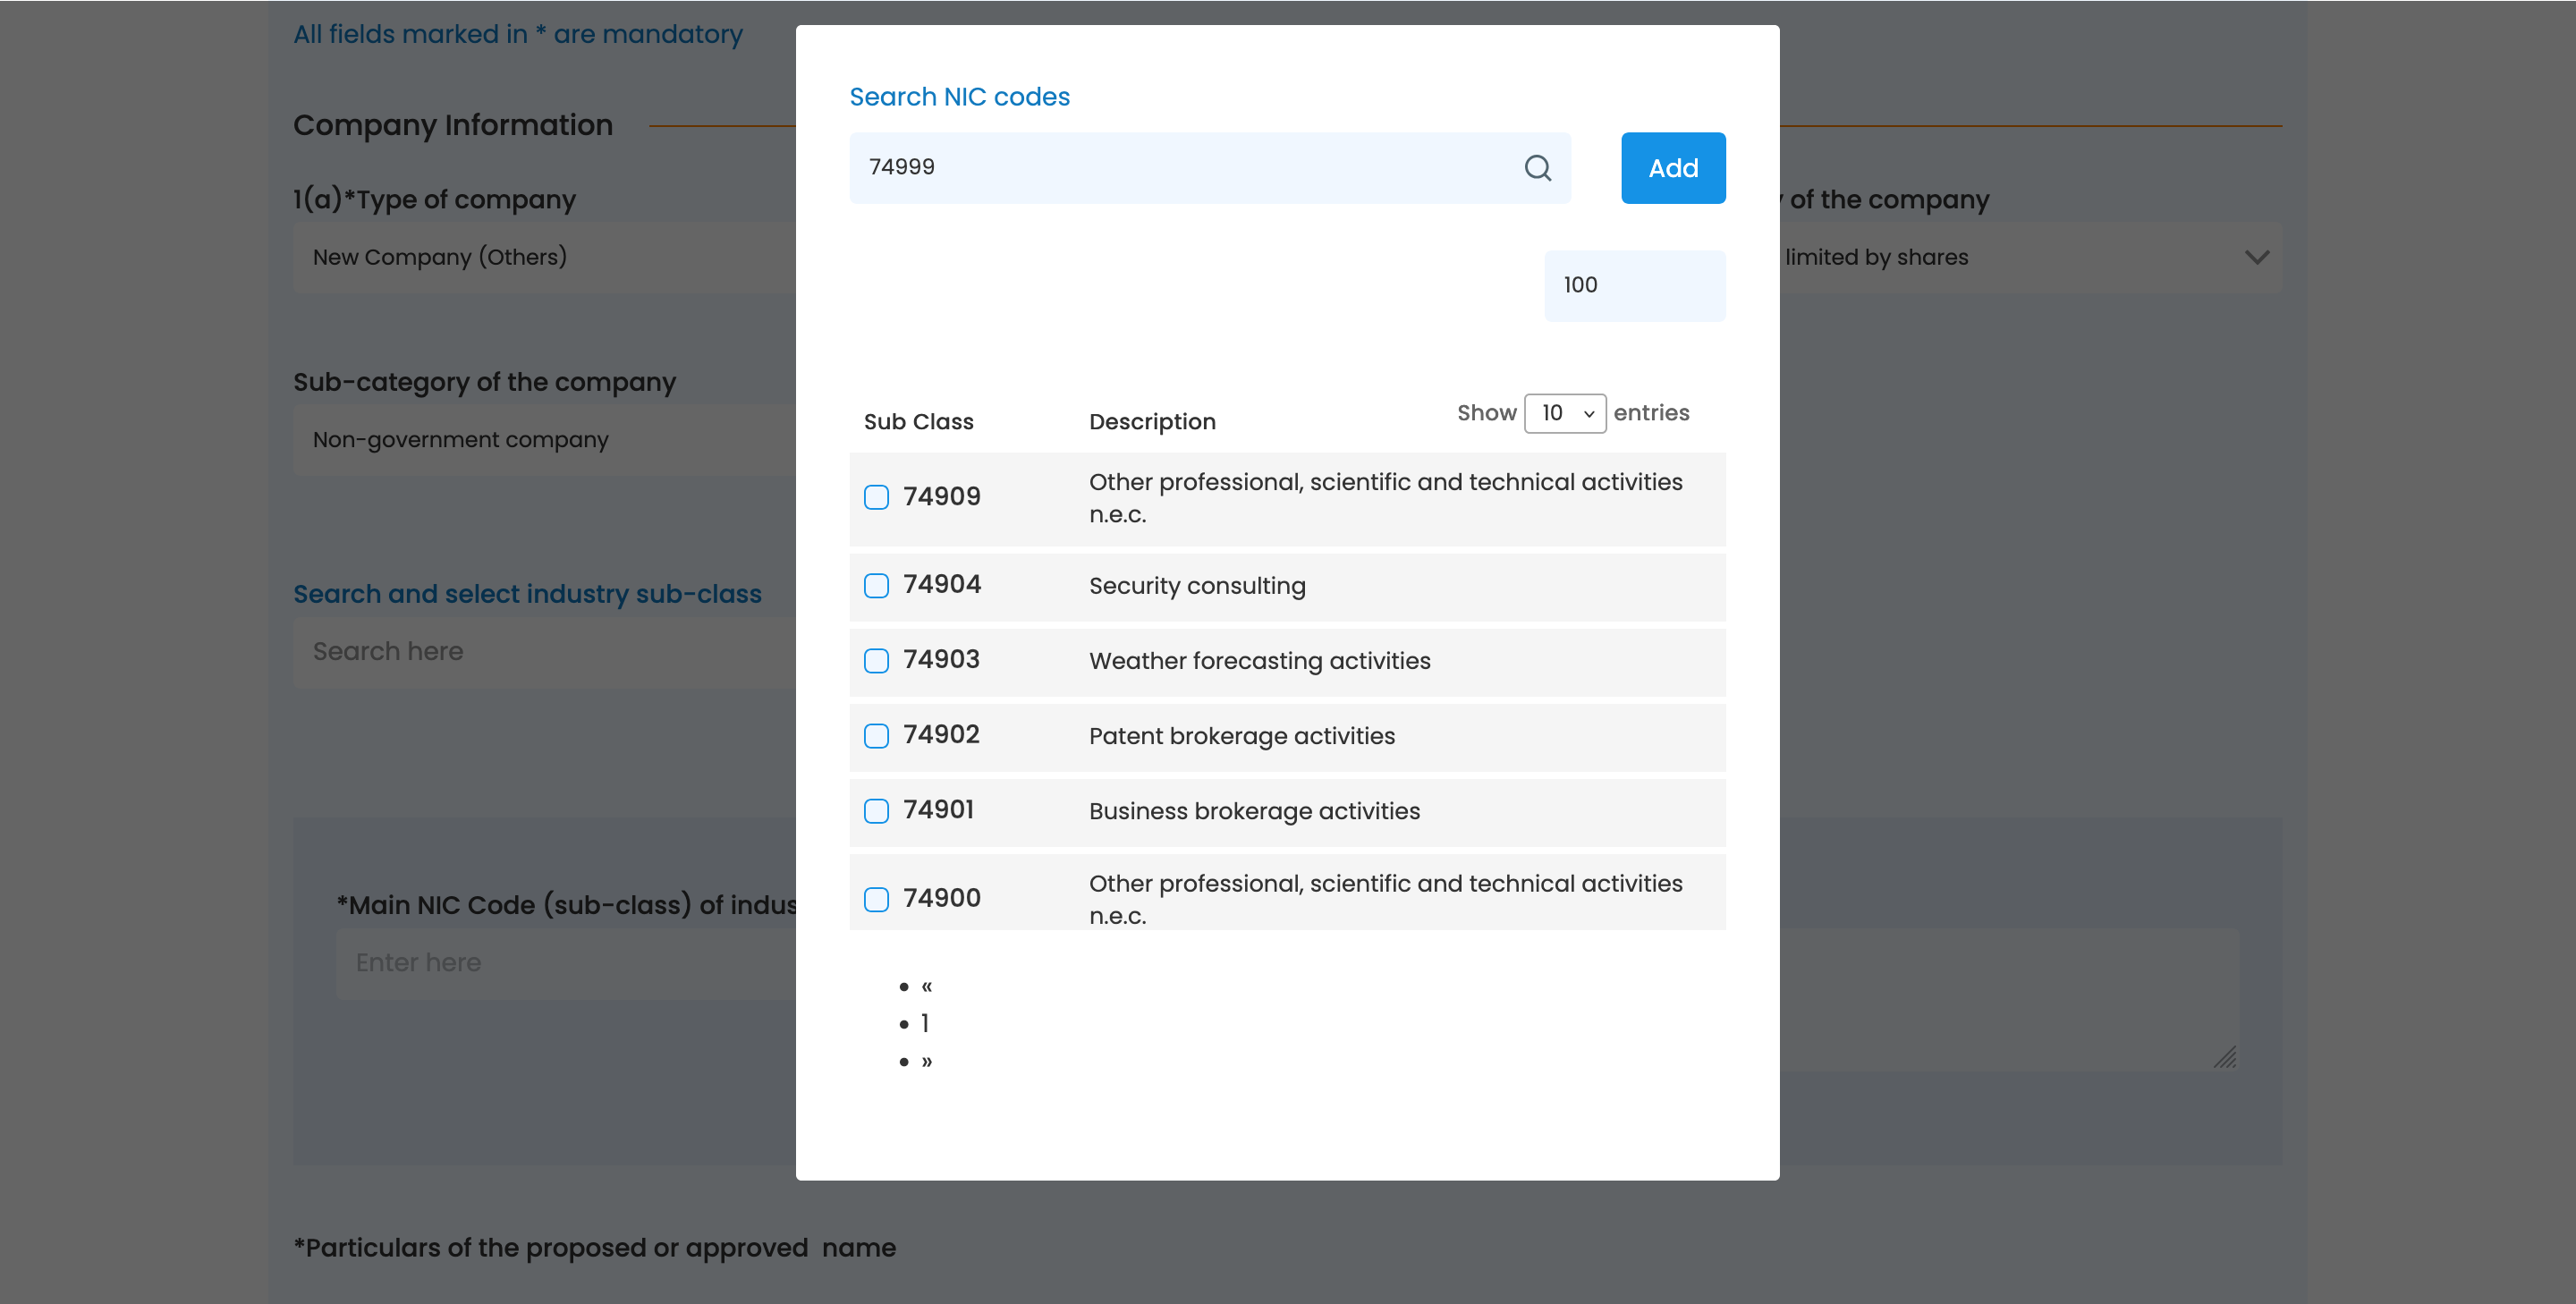 All fields marked in * are mandatory
Search NIC codes
Company Information
74999
Add
1(a)*Type of company
of the company
New Company (Others)
limited by shares
100
Sub-category of the company
Sub Class Description Show 10 entries
Non-government company
74909 Other professional, scientific and technical activities
n.e.c.
74904 Security consulting
Search and select industry sub-class
Search here
74903 Weather forecasting activities
74902 Patent brokerage activities
74901 Business brokerage activities
*Main NIC Code (sub-class) of indus
74900 Other professional, scientific and technical activities
n.e.c.
Enter here
• «
• 1
• »
*Particulars of the proposed or approved name